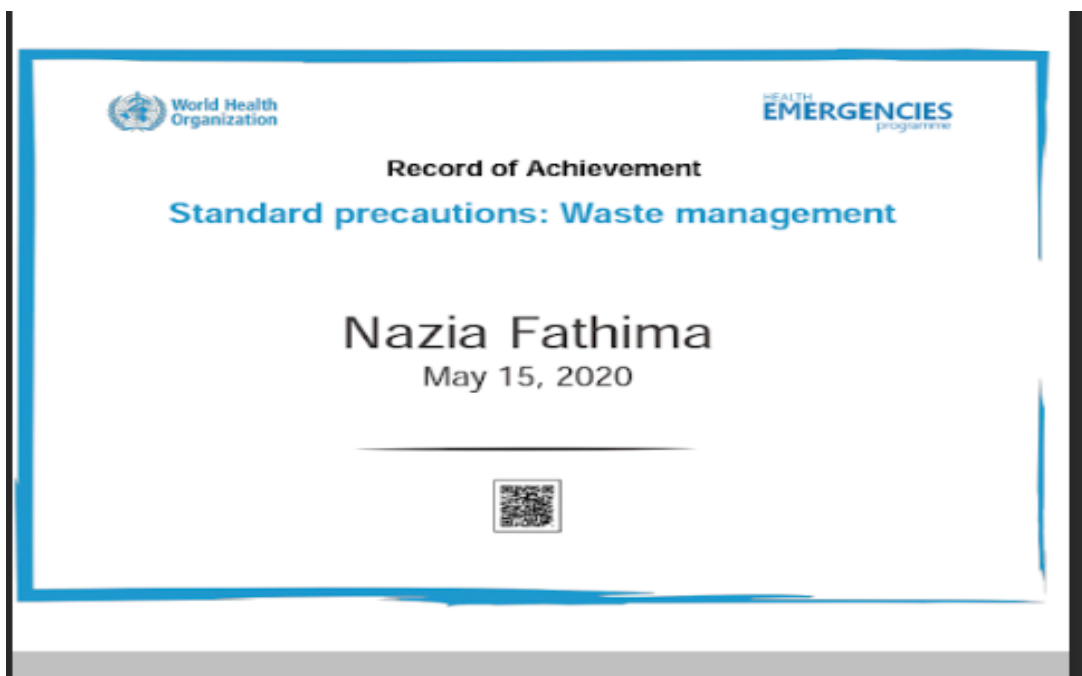 World Health
Organization
HEALTH
EMERGENCIES
programme
Record of Achievement
Standard precautions: Waste management
Nazia Fathima
May 15, 2020